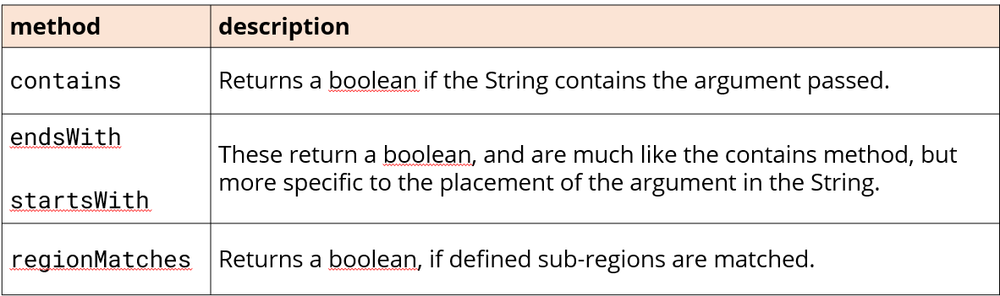 method
description
contains
Returns a boolean if the String contains the argument passed.
endsWith
startsWith
These return a boolean, and are much like the contains method, but
more specific to the placement of the argument in the String.
regionMatches
Returns a boolean, if defined sub-regions are matched.